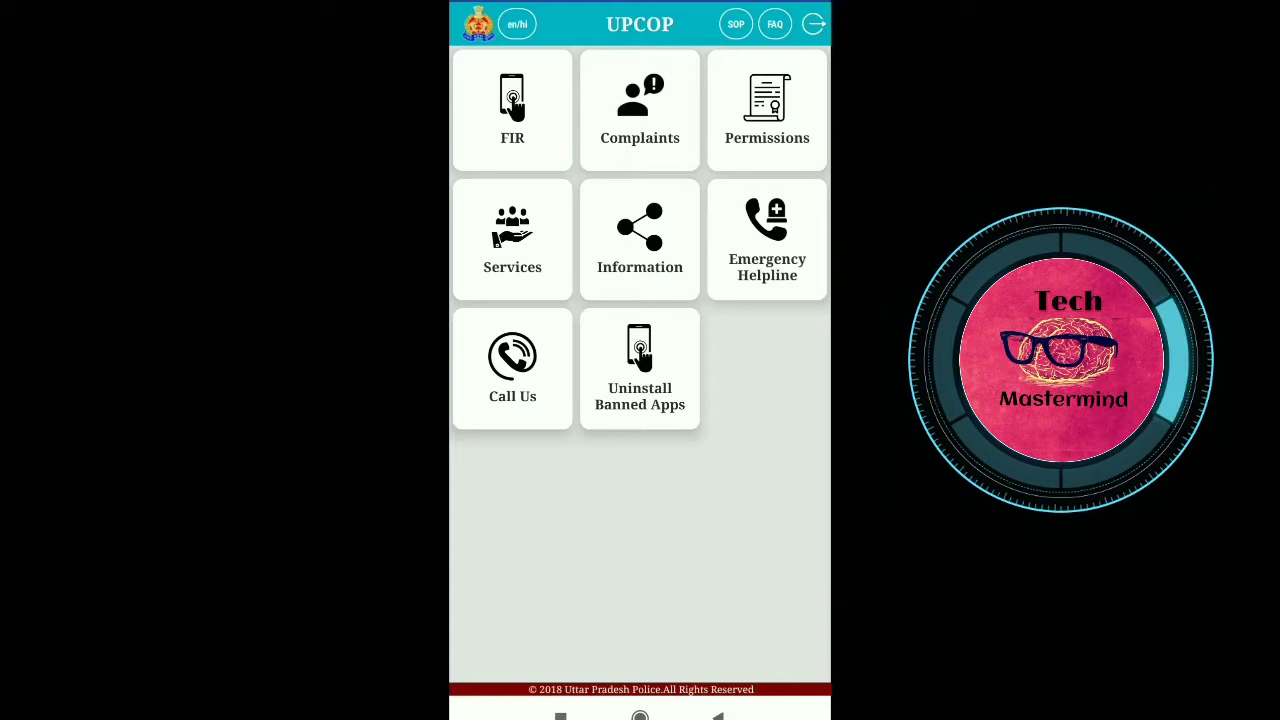 en/hi
UPCOP
SOP
FAQ
FIR
Complaints
Permissions
Services
Information
Emergency
Helpline
Call Us
Uninstall
Banned Apps
Tech
Mastermind
© 2018 Uttar Pradesh Police.All Rights Reserved